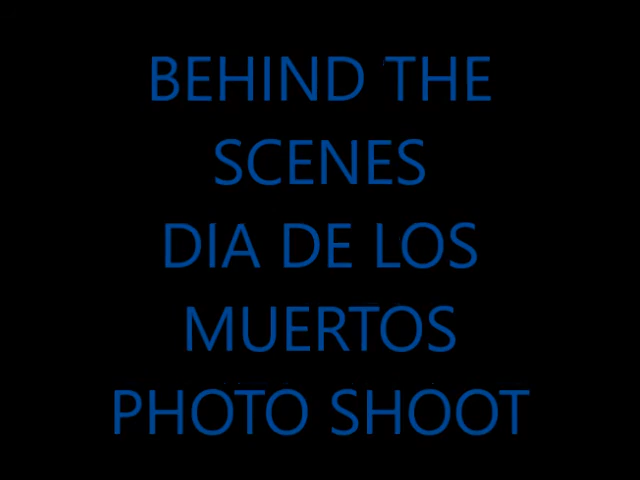 BEHIND THE
SCENES
DIA DE LOS
MUERTOS
PHOTO SHOOT